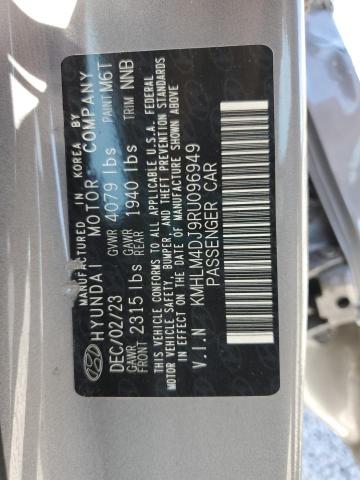 MANUFACTURED IN KOREA BY
HYUNDAI MOTOR COMPANY
DEC/02/23 GVWR 4079 lbs PAINT M6T
GAWR FRONT 2315 lbs GAWR REAR 1940 lbs TRIM NNB
THIS VEHICLE CONFORMS TO ALL APPLICABLE U.S.A. FEDERAL
MOTOR VEHICLE SAFETY, BUMPER, AND THEFT PREVENTION STANDARDS
IN EFFECT ON THE DATE OF MANUFACTURE SHOWN ABOVE.
V.I.N KMHLM4DJ9RU096949
PASSENGER CAR